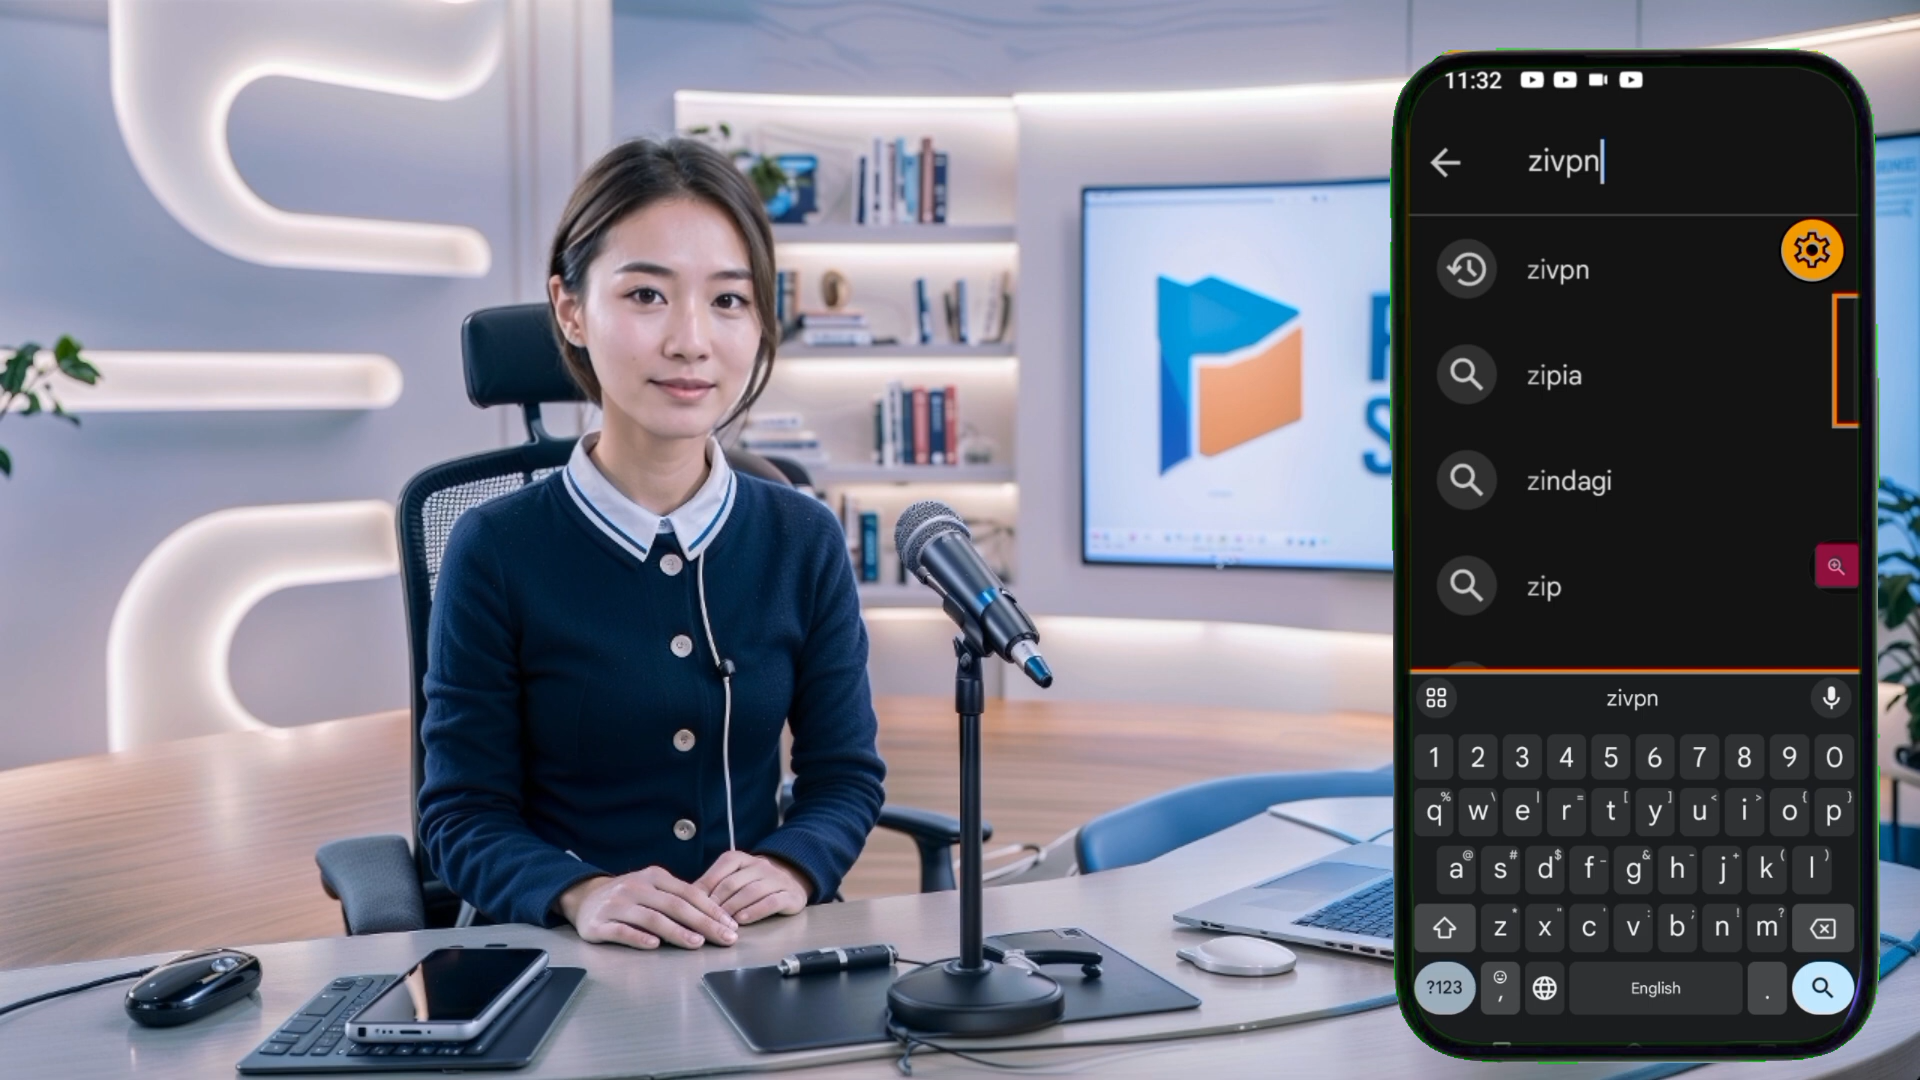 11:32
zivpn
zivpn
zipia
zindagi
zip
zivpn
1 2 3 4 5 6 7 8 9 0
q w e r t y u i o p
a s d f g h j k l
z x c v b n m
?123 , English .